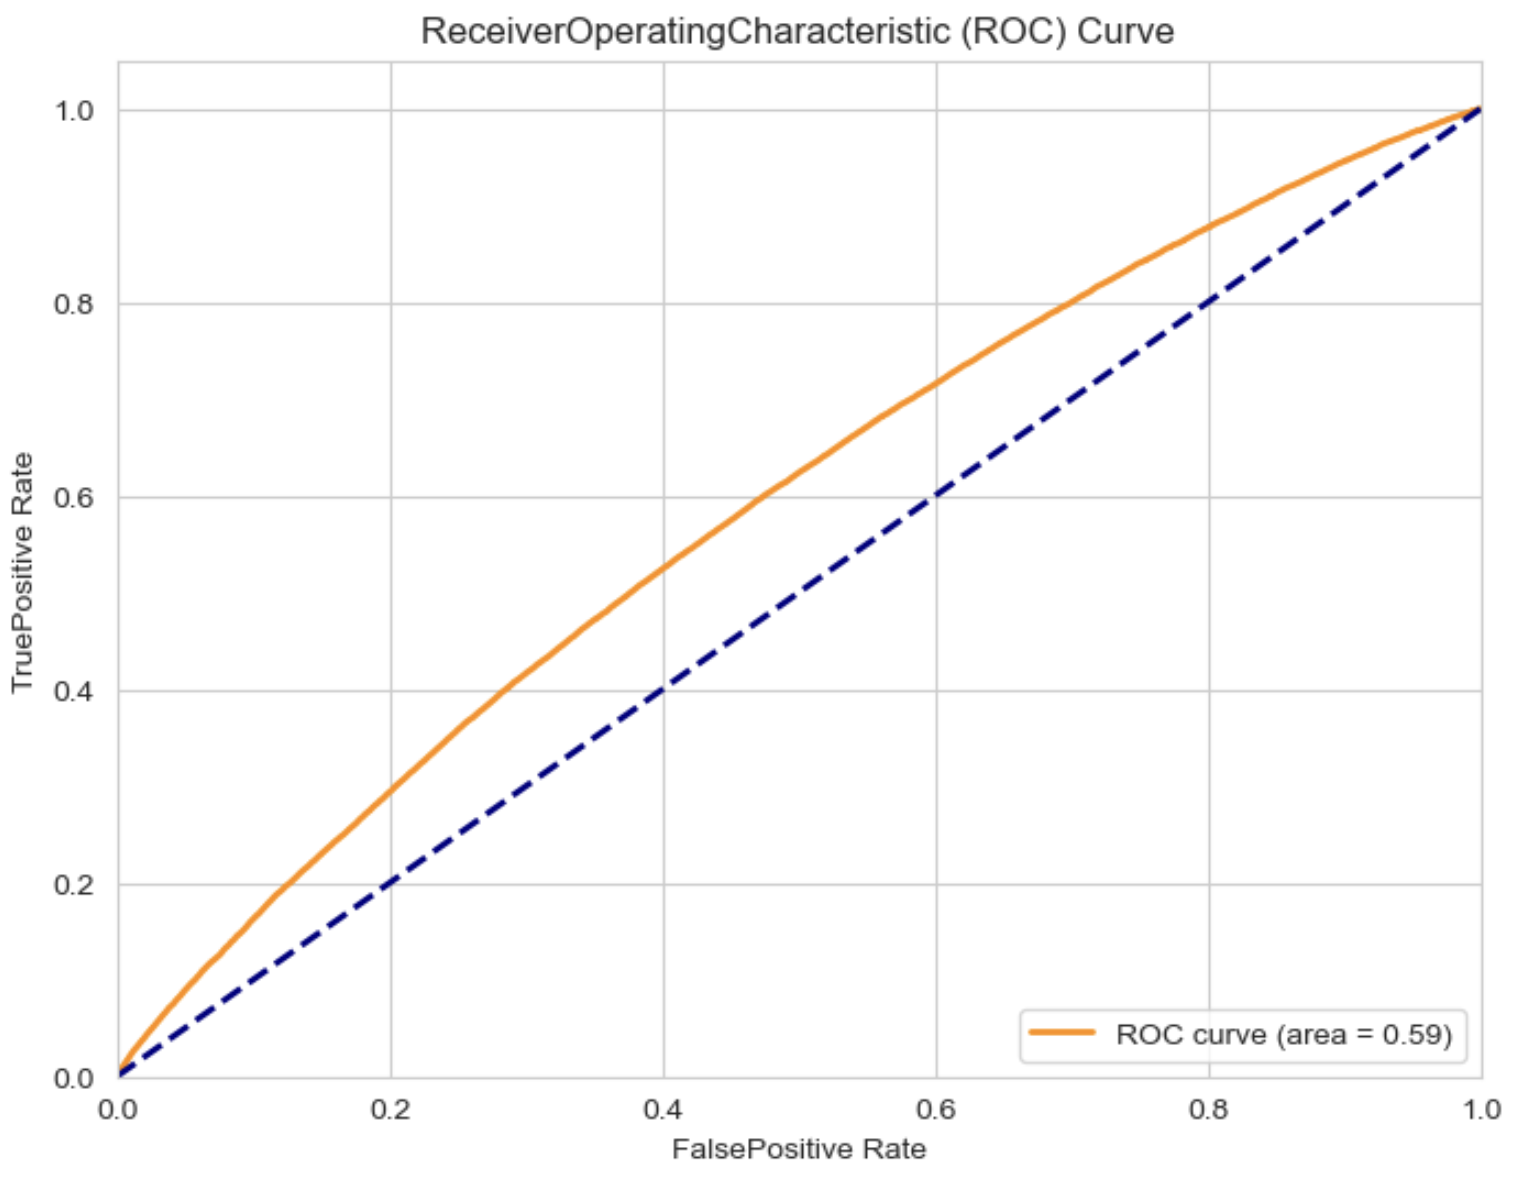 ReceiverOperatingCharacteristic (ROC) Curve
1.0
0.8
0.6
0.4
0.2
0.0
TruePositive Rate
0.0 0.2 0.4 0.6 0.8 1.0
FalsePositive Rate
ROC curve (area = 0.59)